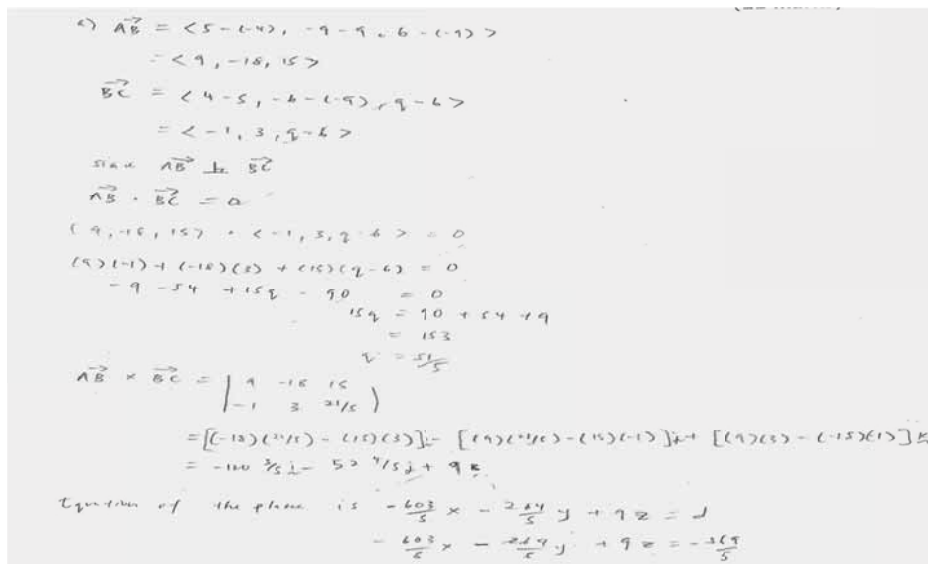 c) AB = <5-(-4), -9-9, 6-(-9)>
= <9, -18, 15>
BC = <4-5, -6-(-9), q-6>
= <-1, 3, q-6>
since AB ⊥ BC
AB . BC = 0
<9, -18, 15> . <-1, 3, q-6> = 0
(9)(-1) + (-18)(3) + (15)(q-6) = 0
-9 -54 +15q - 90 = 0
15q = 90 + 54 + 9
= 153
q = 51/5
AB × BC = | 9 -18 15
-1 3 21/5 )
= [(-18)(21/5) - (15)(3)]i - [(9)(21/5) - (15)(-1)]j + [(9)(3) - (-18)(1)]k
= -120 3/5 i - 52 4/5 j + 9k
Equation of the plane is -603/5 x - 264/5 y + 9z = d
- 603/5 x - y + 9z = -369/5